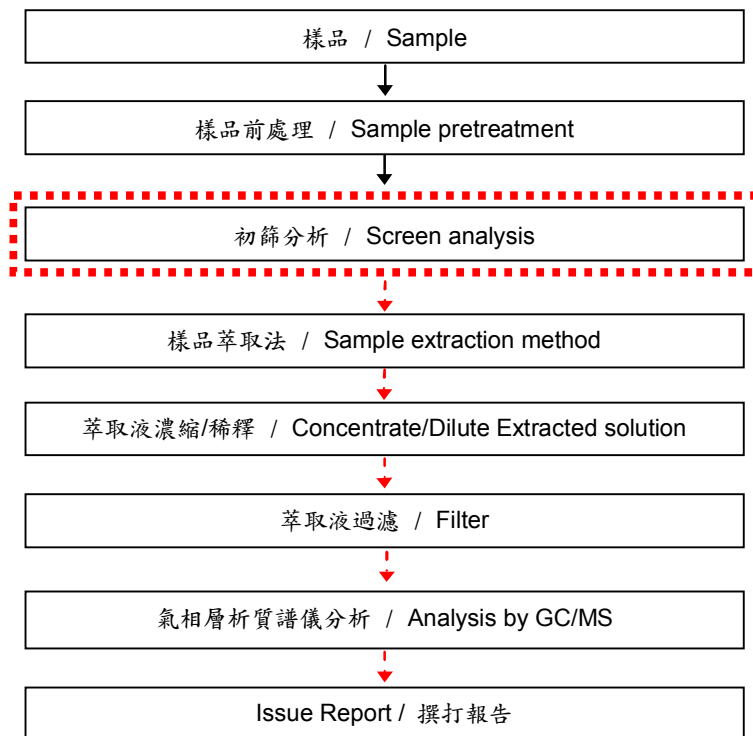 樣品 / Sample
樣品前處理 / Sample pretreatment
初篩分析 / Screen analysis
樣品萃取法 / Sample extraction method
萃取液濃縮/稀釋 / Concentrate/Dilute Extracted solution
萃取液過濾 / Filter
氣相層析質譜儀分析 / Analysis by GC/MS
Issue Report / 撰打報告